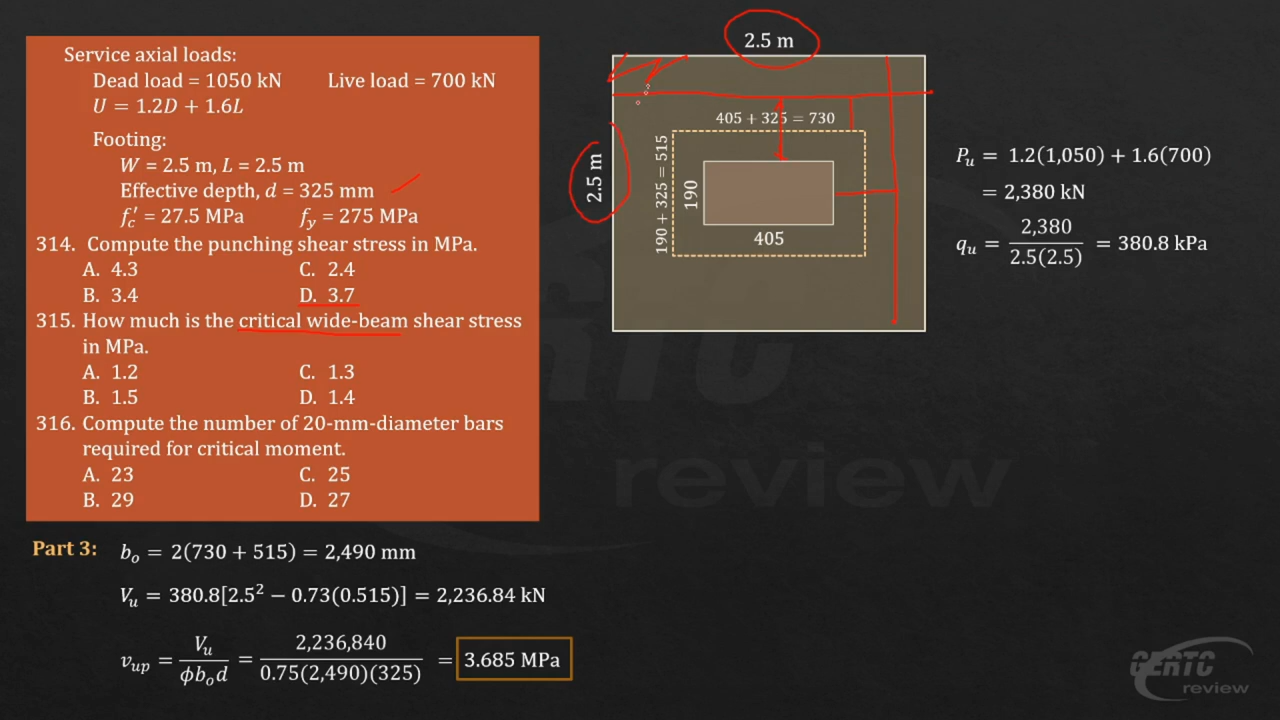 Service axial loads:
Dead load = 1050 kN Live load = 700 kN
U = 1.2D + 1.6L
Footing:
W = 2.5 m, L = 2.5 m
Effective depth, d = 325 mm
f′c = 27.5 MPa fy = 275 MPa
314. Compute the punching shear stress in MPa.
A. 4.3 C. 2.4
B. 3.4 D. 3.7
315. How much is the critical wide-beam shear stress
in MPa.
A. 1.2 C. 1.3
B. 1.5 D. 1.4
316. Compute the number of 20-mm-diameter bars
required for critical moment.
A. 23 C. 25
B. 29 D. 27
2.5 m
2.5 m
405 + 325 = 730
190 + 325 = 515
190
405
Pu = 1.2(1,050) + 1.6(700)
= 2,380 kN
qu = 2,380 / 2.5(2.5) = 380.8 kPa
Part 3: bo = 2(730 + 515) = 2,490 mm
Vu = 380.8[2.5² − 0.73(0.515)] = 2,236.84 kN
vup = Vu / ϕbod = 2,236,840 / 0.75(2,490)(325) = 3.685 MPa
review
GERTC
review